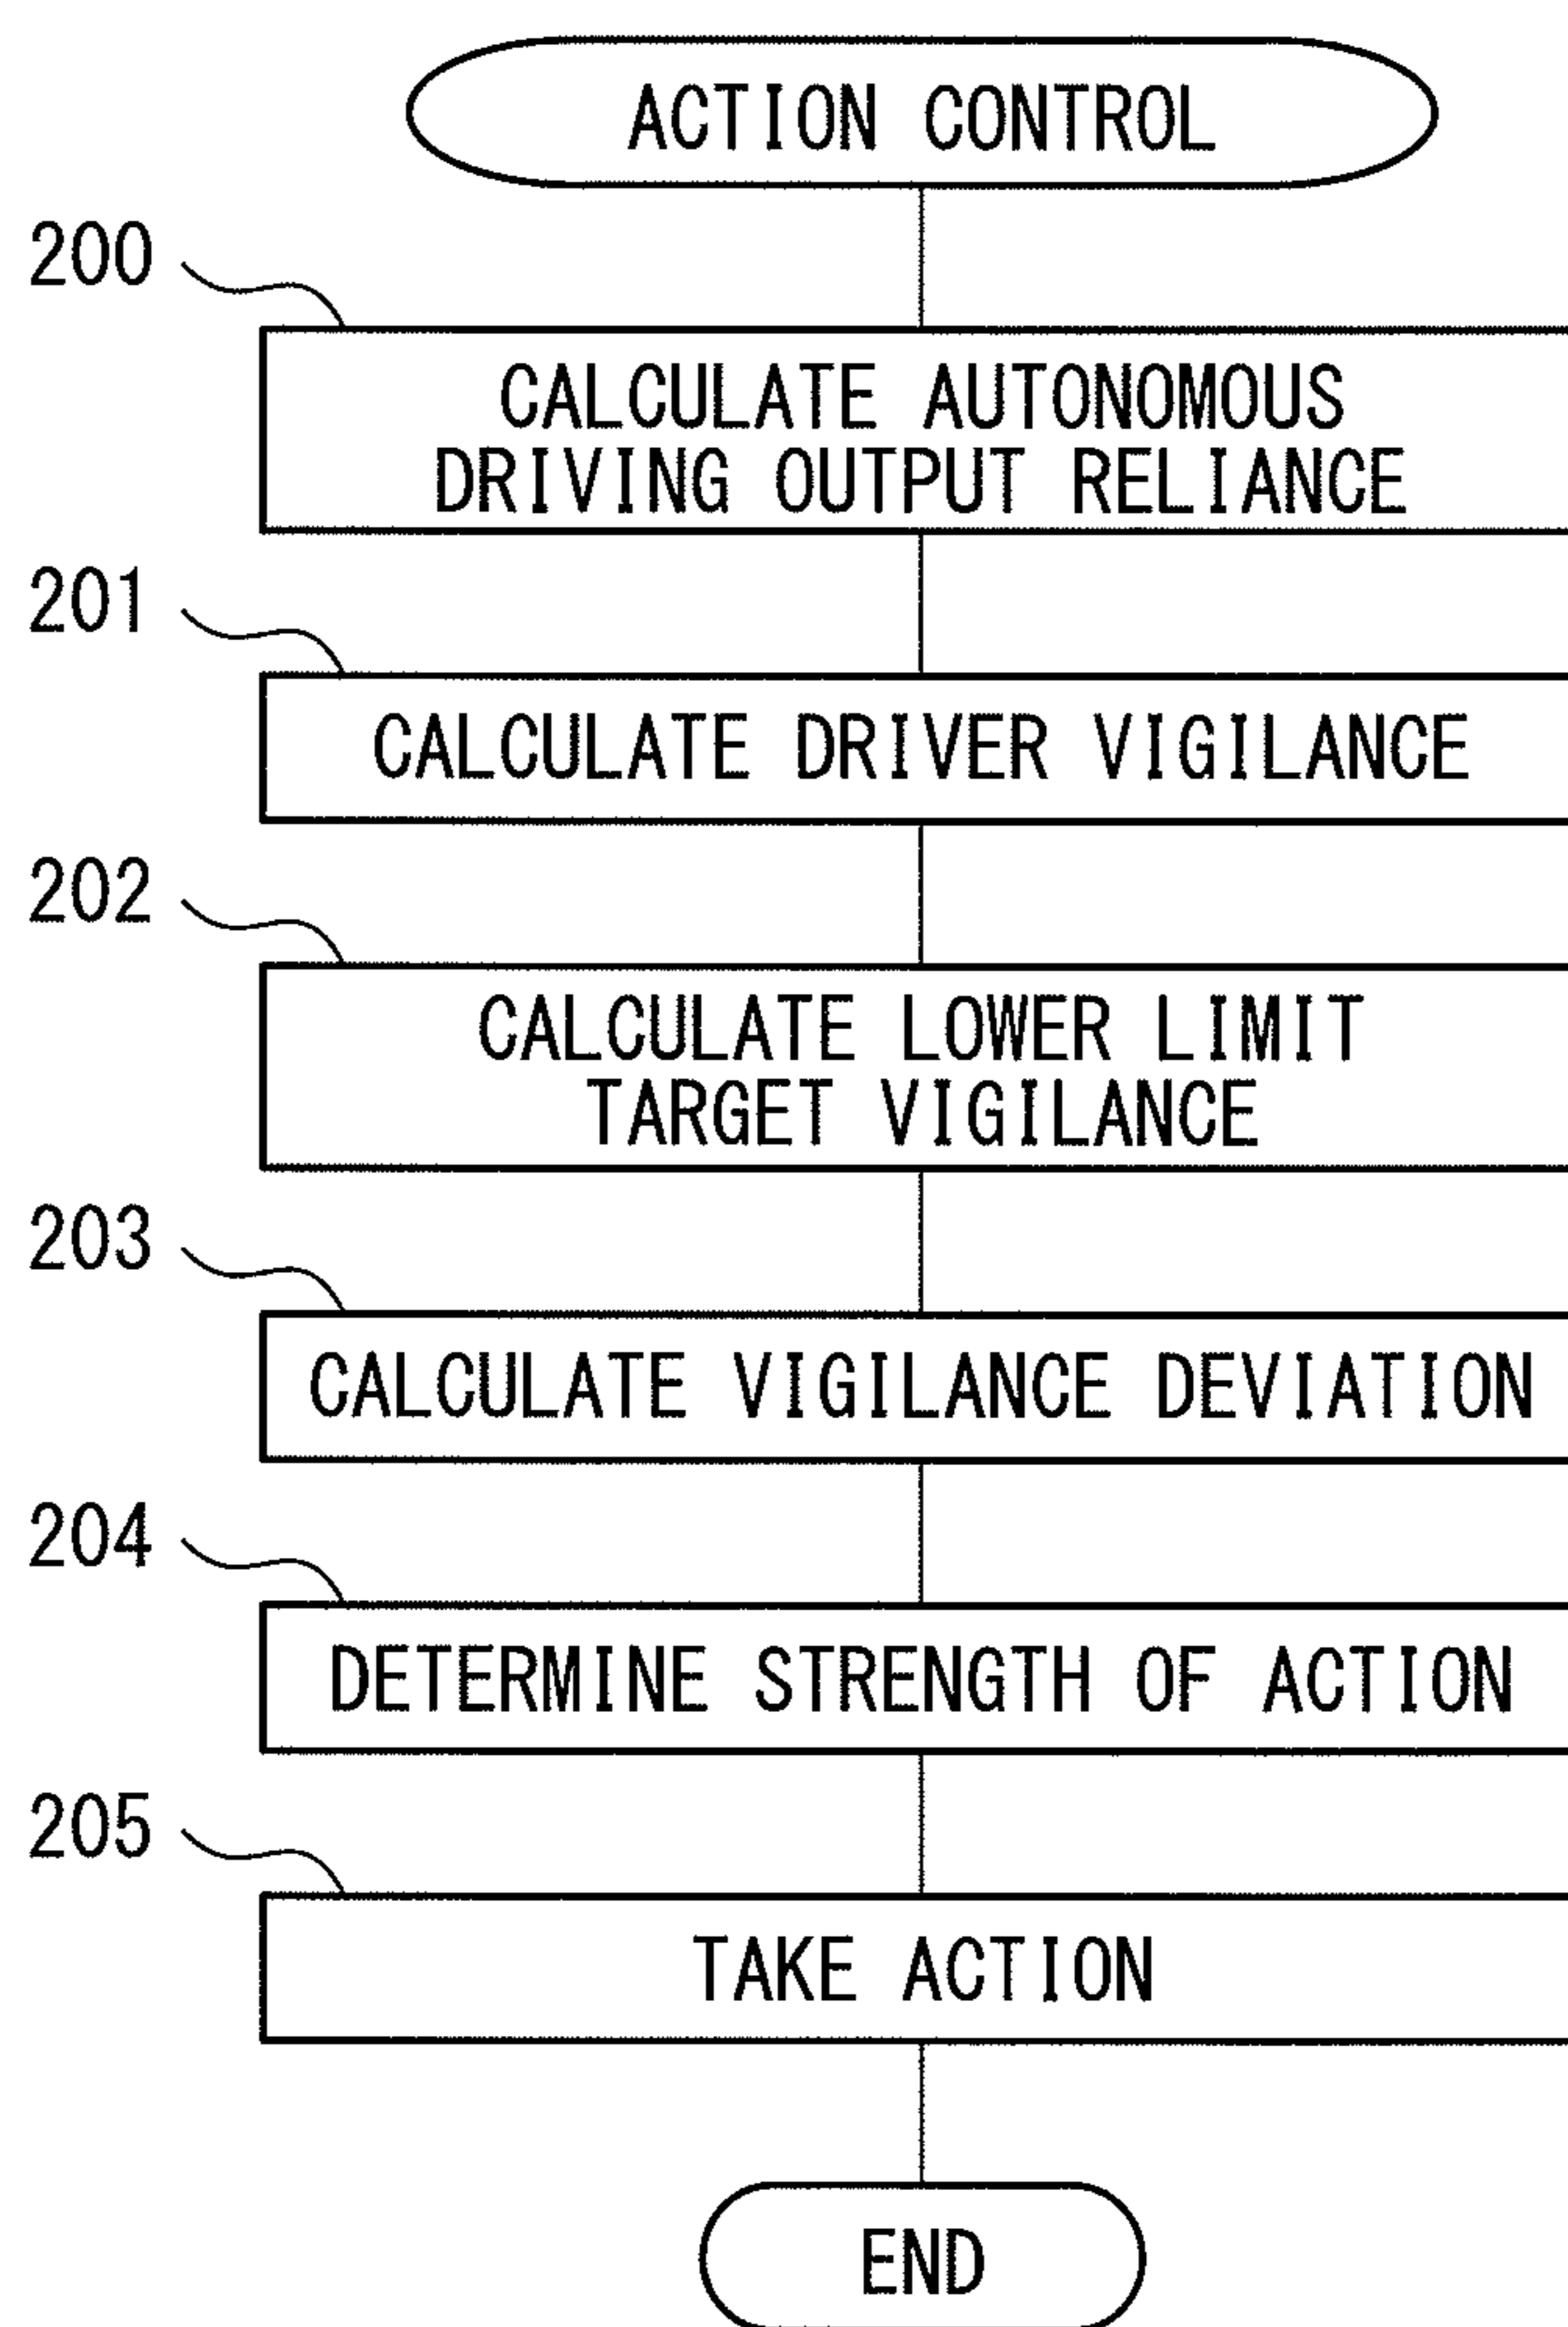 ACTION CONTROL
200
CALCULATE AUTONOMOUS
DRIVING OUTPUT RELIANCE
201
CALCULATE DRIVER VIGILANCE
202
CALCULATE LOWER LIMIT
TARGET VIGILANCE
203
CALCULATE VIGILANCE DEVIATION
204
DETERMINE STRENGTH OF ACTION
205
TAKE ACTION
END